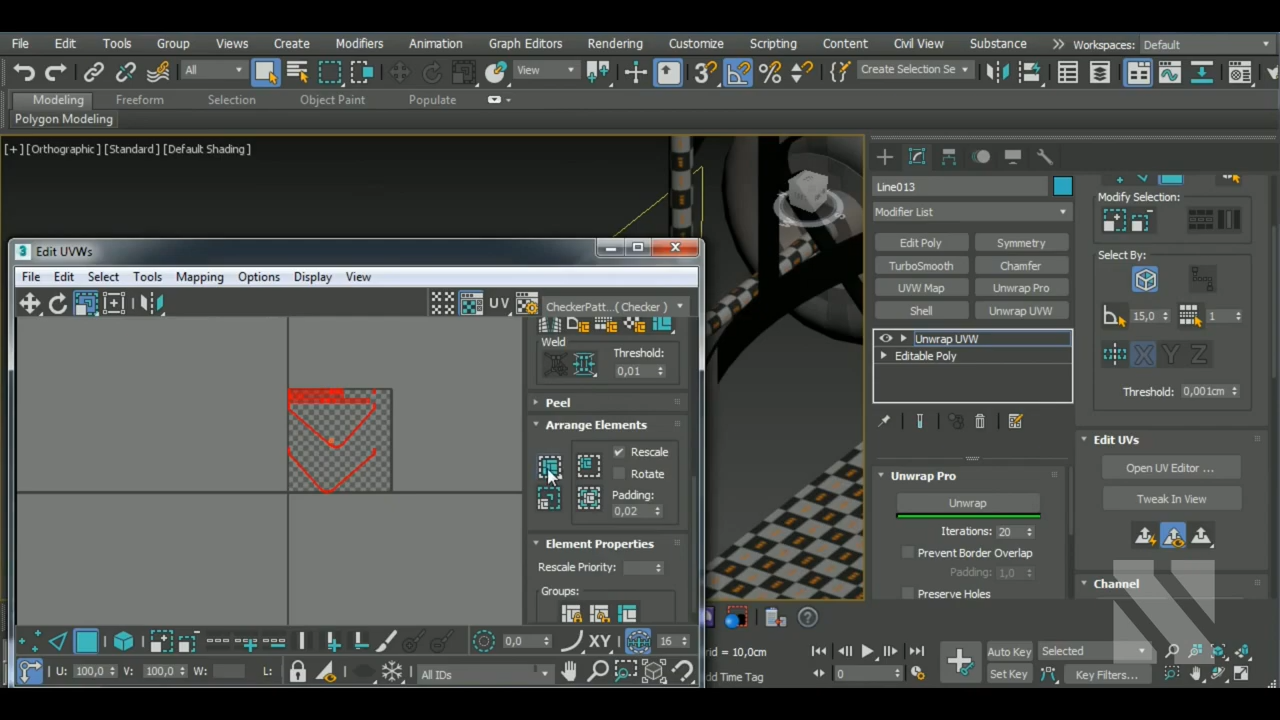 File Edit Tools Group Views Create Modifiers Animation Graph Editors Rendering Customize Scripting Content Civil View Substance Workspaces: Default
All View Create Selection Se
Modeling Freeform Selection Object Paint Populate
Polygon Modeling
[+] [Orthographic] [Standard] [Default Shading]
Line013
Modifier List
Edit Poly Symmetry
TurboSmooth Chamfer
UVW Map Unwrap Pro
Shell Unwrap UVW
Unwrap UVW
Editable Poly
Unwrap Pro
Unwrap
Iterations: 20
Prevent Border Overlap
Padding: 1,0
Preserve Holes
Modify Selection:
Select By:
15,0 1
X Y Z
Threshold: 0,001cm
Edit UVs
Open UV Editor ...
Tweak In View
Channel
3 Edit UVWs
File Edit Select Tools Mapping Options Display View
UV CheckerPatt...( Checker )
Weld
Threshold:
0,01
Peel
Arrange Elements
Rescale
Rotate
Padding:
0,02
Element Properties
Rescale Priority:
Groups:
0,0 XY 16
U: 100,0 V: 100,0 W: L: All IDs
rid = 10,0cm
dd Time Tag
0
Auto Key Selected
Set Key Key Filters...